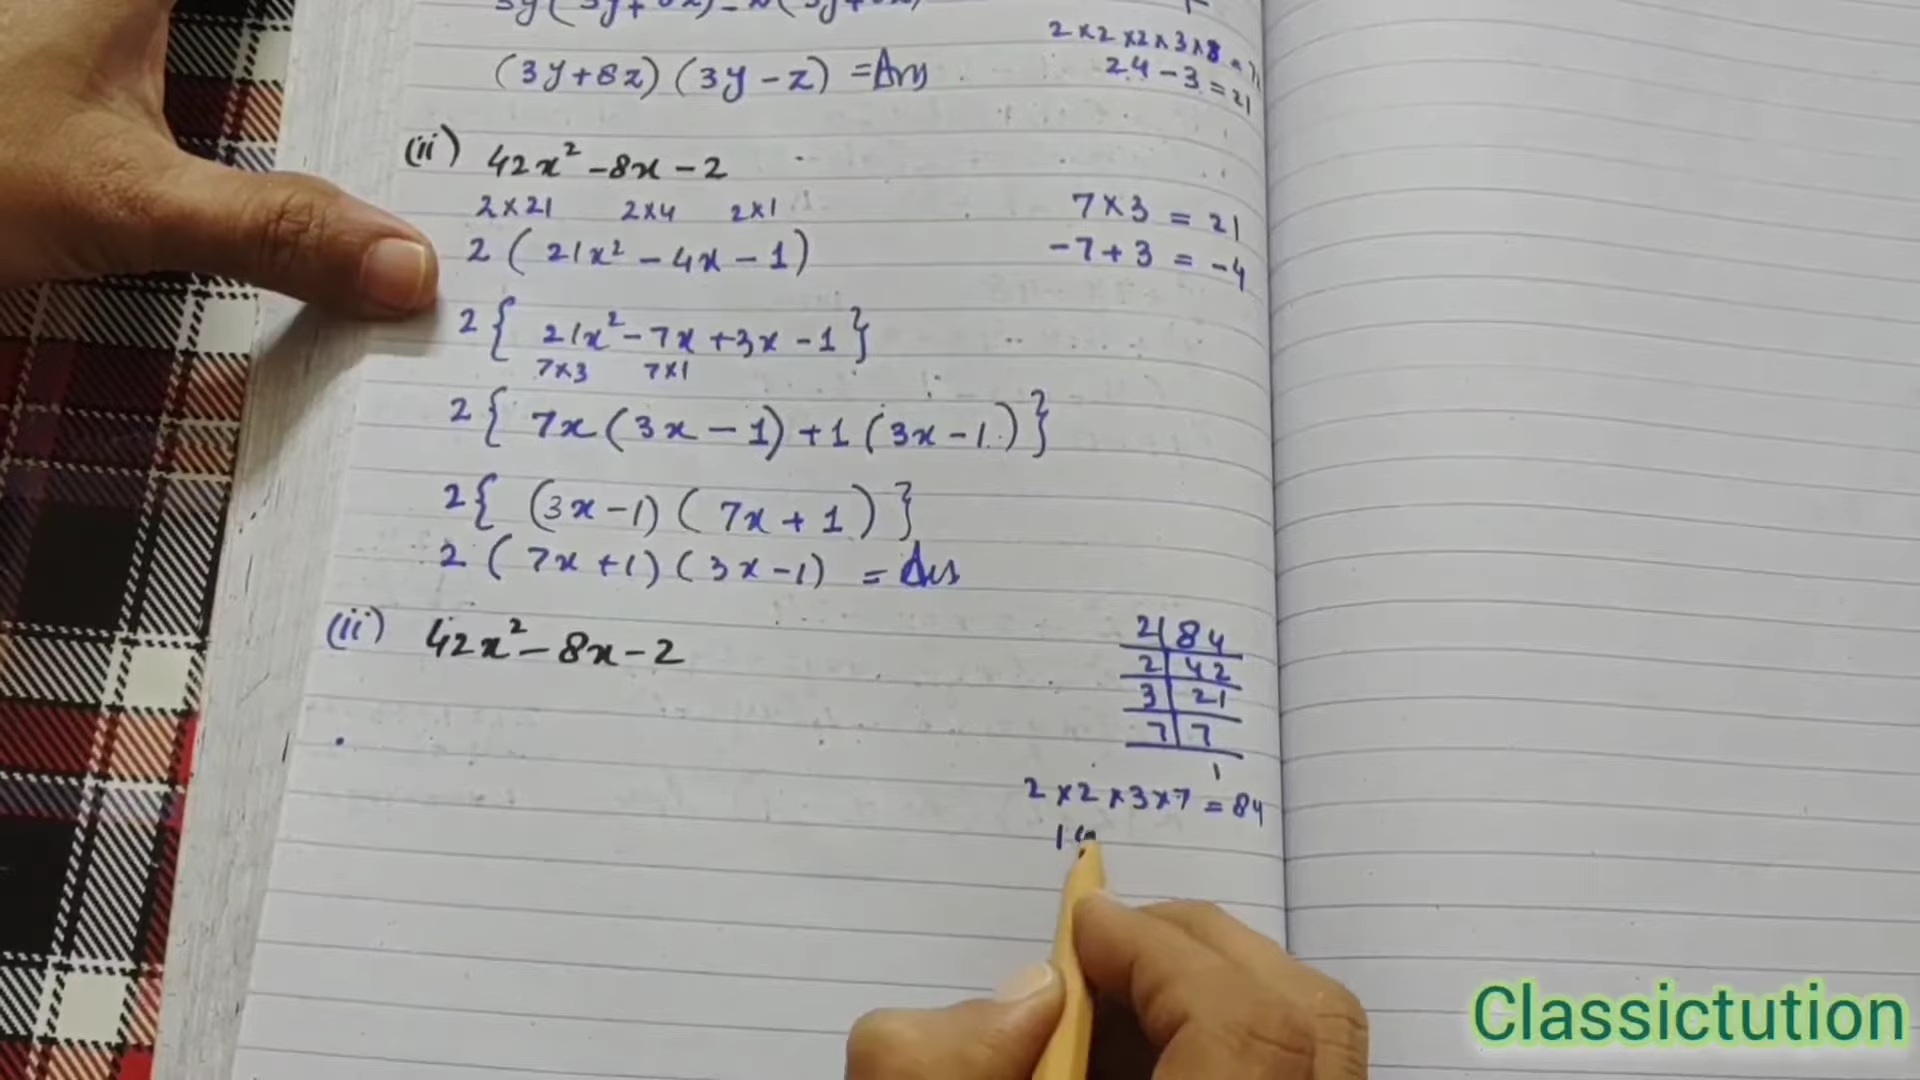 (3y+8z) (3y-z) = Ans
2×2×2×3×8
24-3=21
(ii) 42x² -8x-2
2×21 2×4 2×1
2 (21x² -4x-1)
7×3 = 21
-7+3 = -4
2{ 21x² -7x+3x-1}
7×3 7×1
2{ 7x(3x-1)+1(3x-1)}
2{ (3x-1)(7x+1)}
2(7x+1)(3x-1) = Ans
(ii) 42x² -8x-2
2|84
2|42
3|21
7|7
1
2×2×3×7=84
Classictution